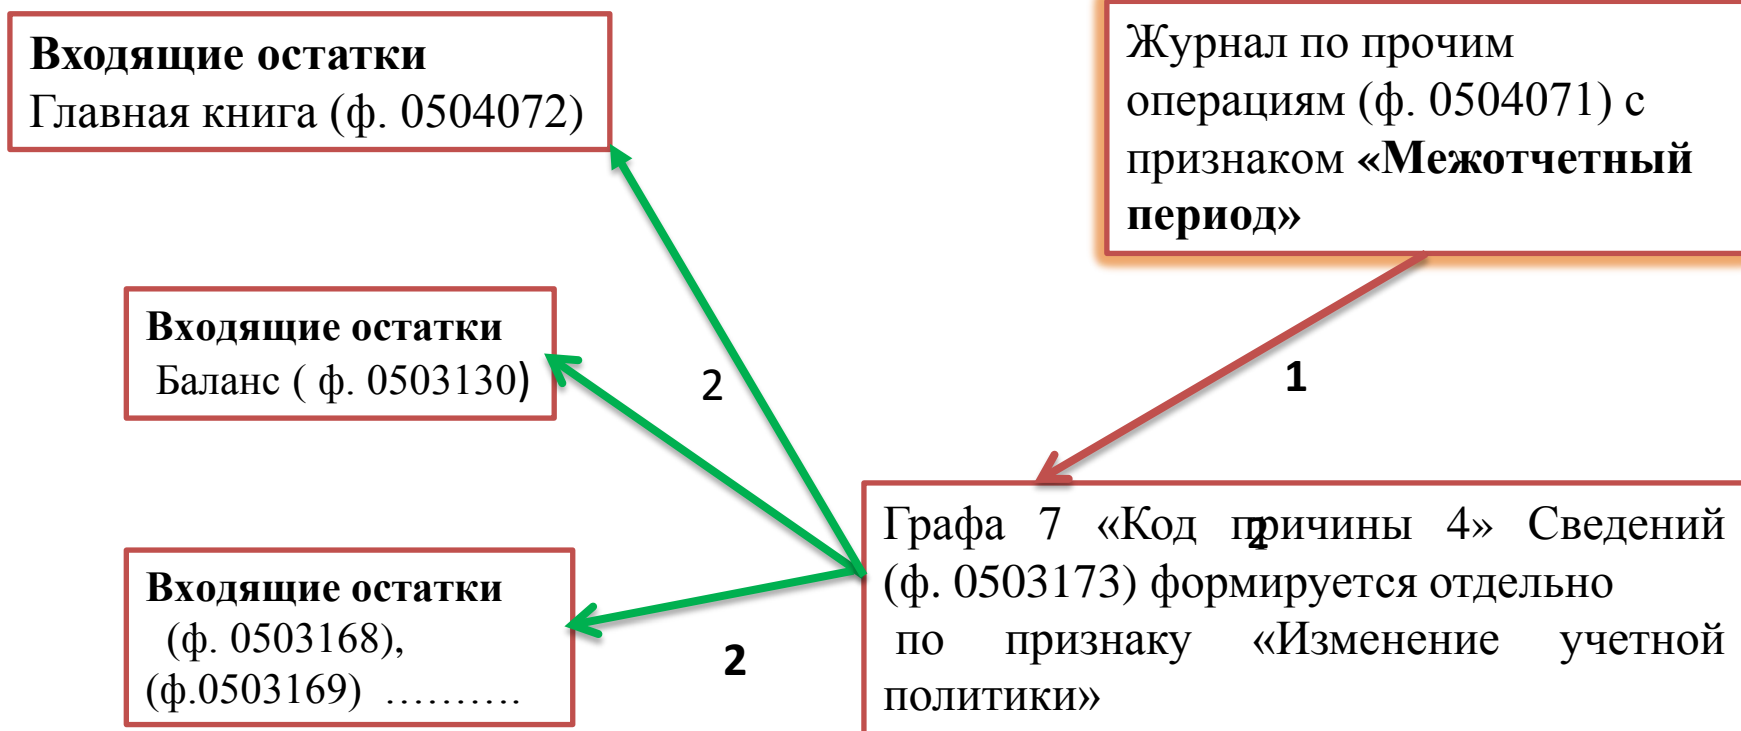 Входящие остатки
Главная книга (ф. 0504072)
Журнал по прочим
операциям (ф. 0504071) с
признаком «Межотчетный
период»
Входящие остатки
Баланс ( ф. 0503130)
2
1
Входящие остатки
(ф. 0503168),
(ф.0503169) ……….
2
Графа 7 «Код причины 4» Сведений
2
(ф. 0503173) формируется отдельно
по признаку «Изменение учетной
политики»